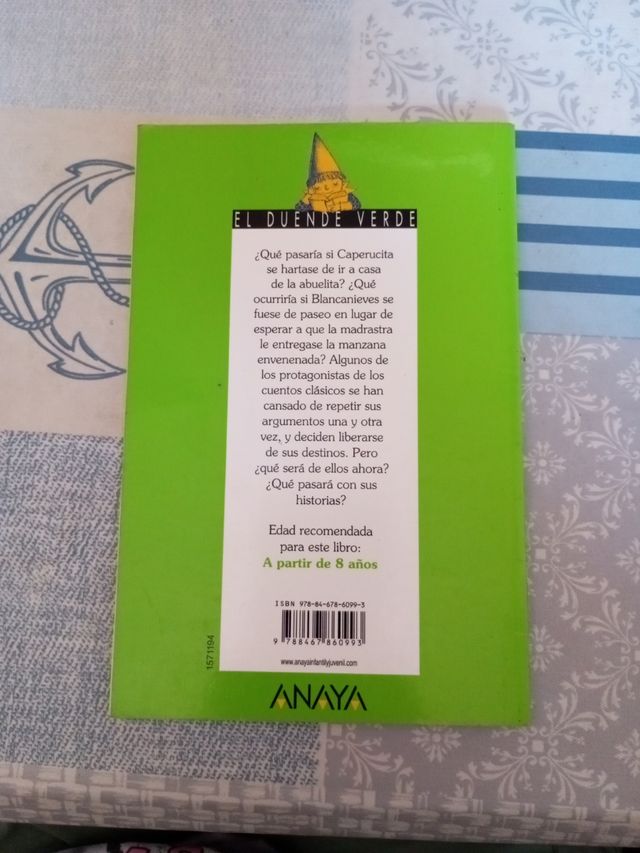 EL DUENDE VERDE
¿Qué pasaría si Caperucita
se hartase de ir a casa
de la abuelita? ¿Qué
ocurriría si Blancanieves se
fuese de paseo en lugar de
esperar a que la madrastra
le entregase la manzana
envenenada? Algunos de
los protagonistas de los
cuentos clásicos se han
cansado de repetir sus
argumentos una y otra
vez, y deciden liberarse
de sus destinos. Pero
¿qué será de ellos ahora?
¿Qué pasará con sus
historias?
Edad recomendada
para este libro:
A partir de 8 años
ISBN 978-84-678-6099-3
9 788467 860993
www.anayainfantilyjuvenil.com
1571194
ANAYA